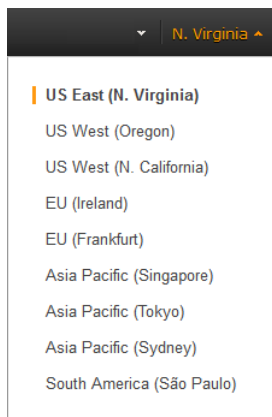 N. Virginia
US East (N. Virginia)
US West (Oregon)
US West (N. California)
EU (Ireland)
EU (Frankfurt)
Asia Pacific (Singapore)
Asia Pacific (Tokyo)
Asia Pacific (Sydney)
South America (São Paulo)